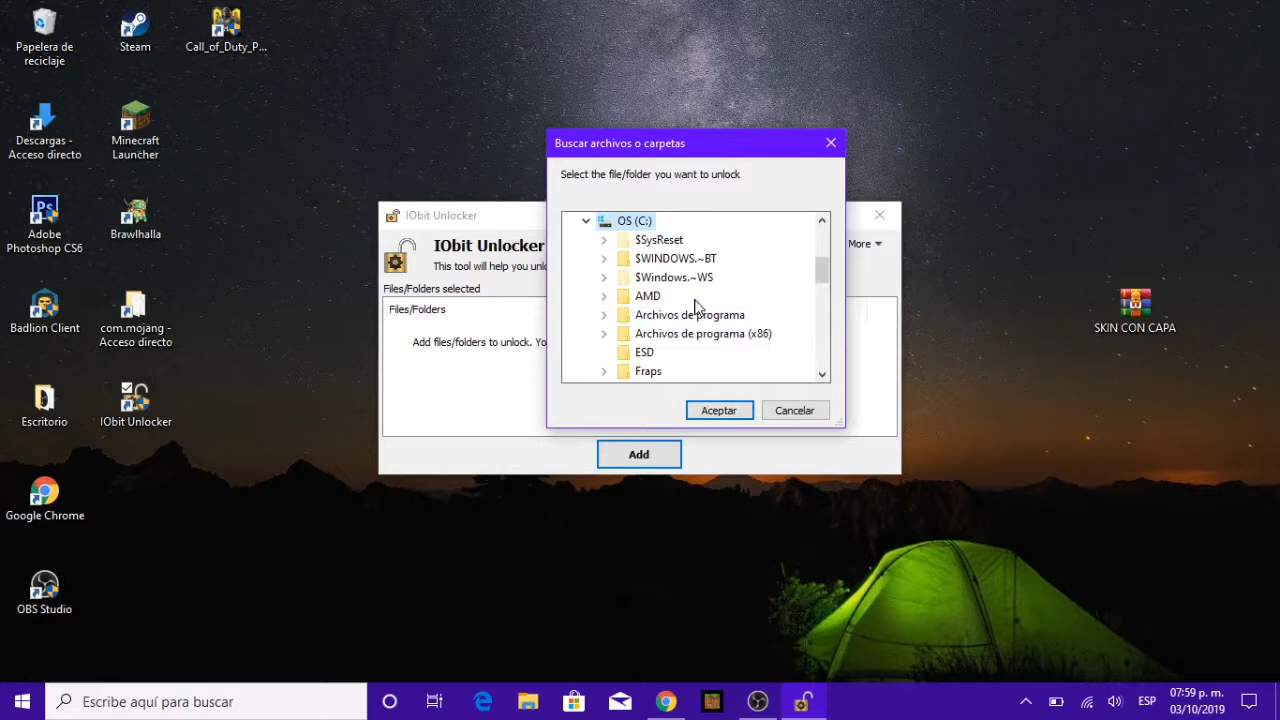 Papelera de
reciclaje
Steam
Call_of_Duty_P...
Descargas -
Acceso directo
Minecraft
Launcher
Adobe
Photoshop CS6
Brawlhalla
Badlion Client
com.mojang -
Acceso directo
Escritorio
IObit Unlocker
Google Chrome
OBS Studio
SKIN CON CAPA
IObit Unlocker
IObit Unlocker
More
This tool will help you unlo
Files/Folders selected
Files/Folders
Add files/folders to unlock. Yo
Add
Buscar archivos o carpetas
Select the file/folder you want to unlock
OS (C:)
$SysReset
$WINDOWS.~BT
$Windows.~WS
AMD
Archivos de programa
Archivos de programa (x86)
ESD
Fraps
Aceptar
Cancelar
Escribe aquí para buscar
ESP
07:59 p. m.
03/10/2019